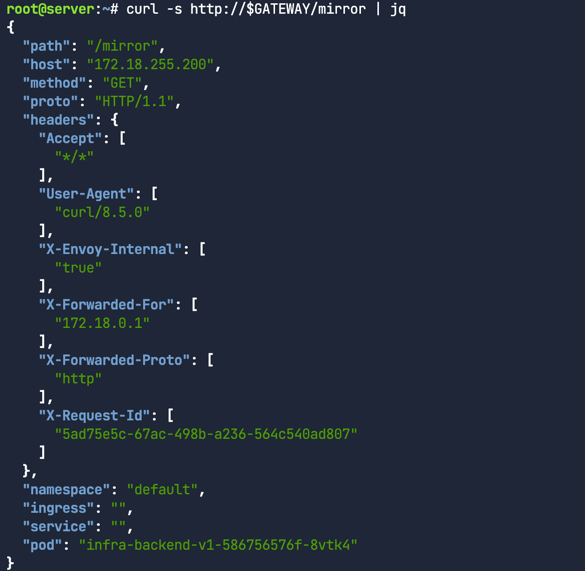 root@server:~# curl -s http://$GATEWAY/mirror | jq
{
  "path": "/mirror",
  "host": "172.18.255.200",
  "method": "GET",
  "proto": "HTTP/1.1",
  "headers": {
    "Accept": [
      "*/*"
    ],
    "User-Agent": [
      "curl/8.5.0"
    ],
    "X-Envoy-Internal": [
      "true"
    ],
    "X-Forwarded-For": [
      "172.18.0.1"
    ],
    "X-Forwarded-Proto": [
      "http"
    ],
    "X-Request-Id": [
      "5ad75e5c-67ac-498b-a236-564c540ad807"
    ]
  },
  "namespace": "default",
  "ingress": "",
  "service": "",
  "pod": "infra-backend-v1-586756576f-8vtk4"
}